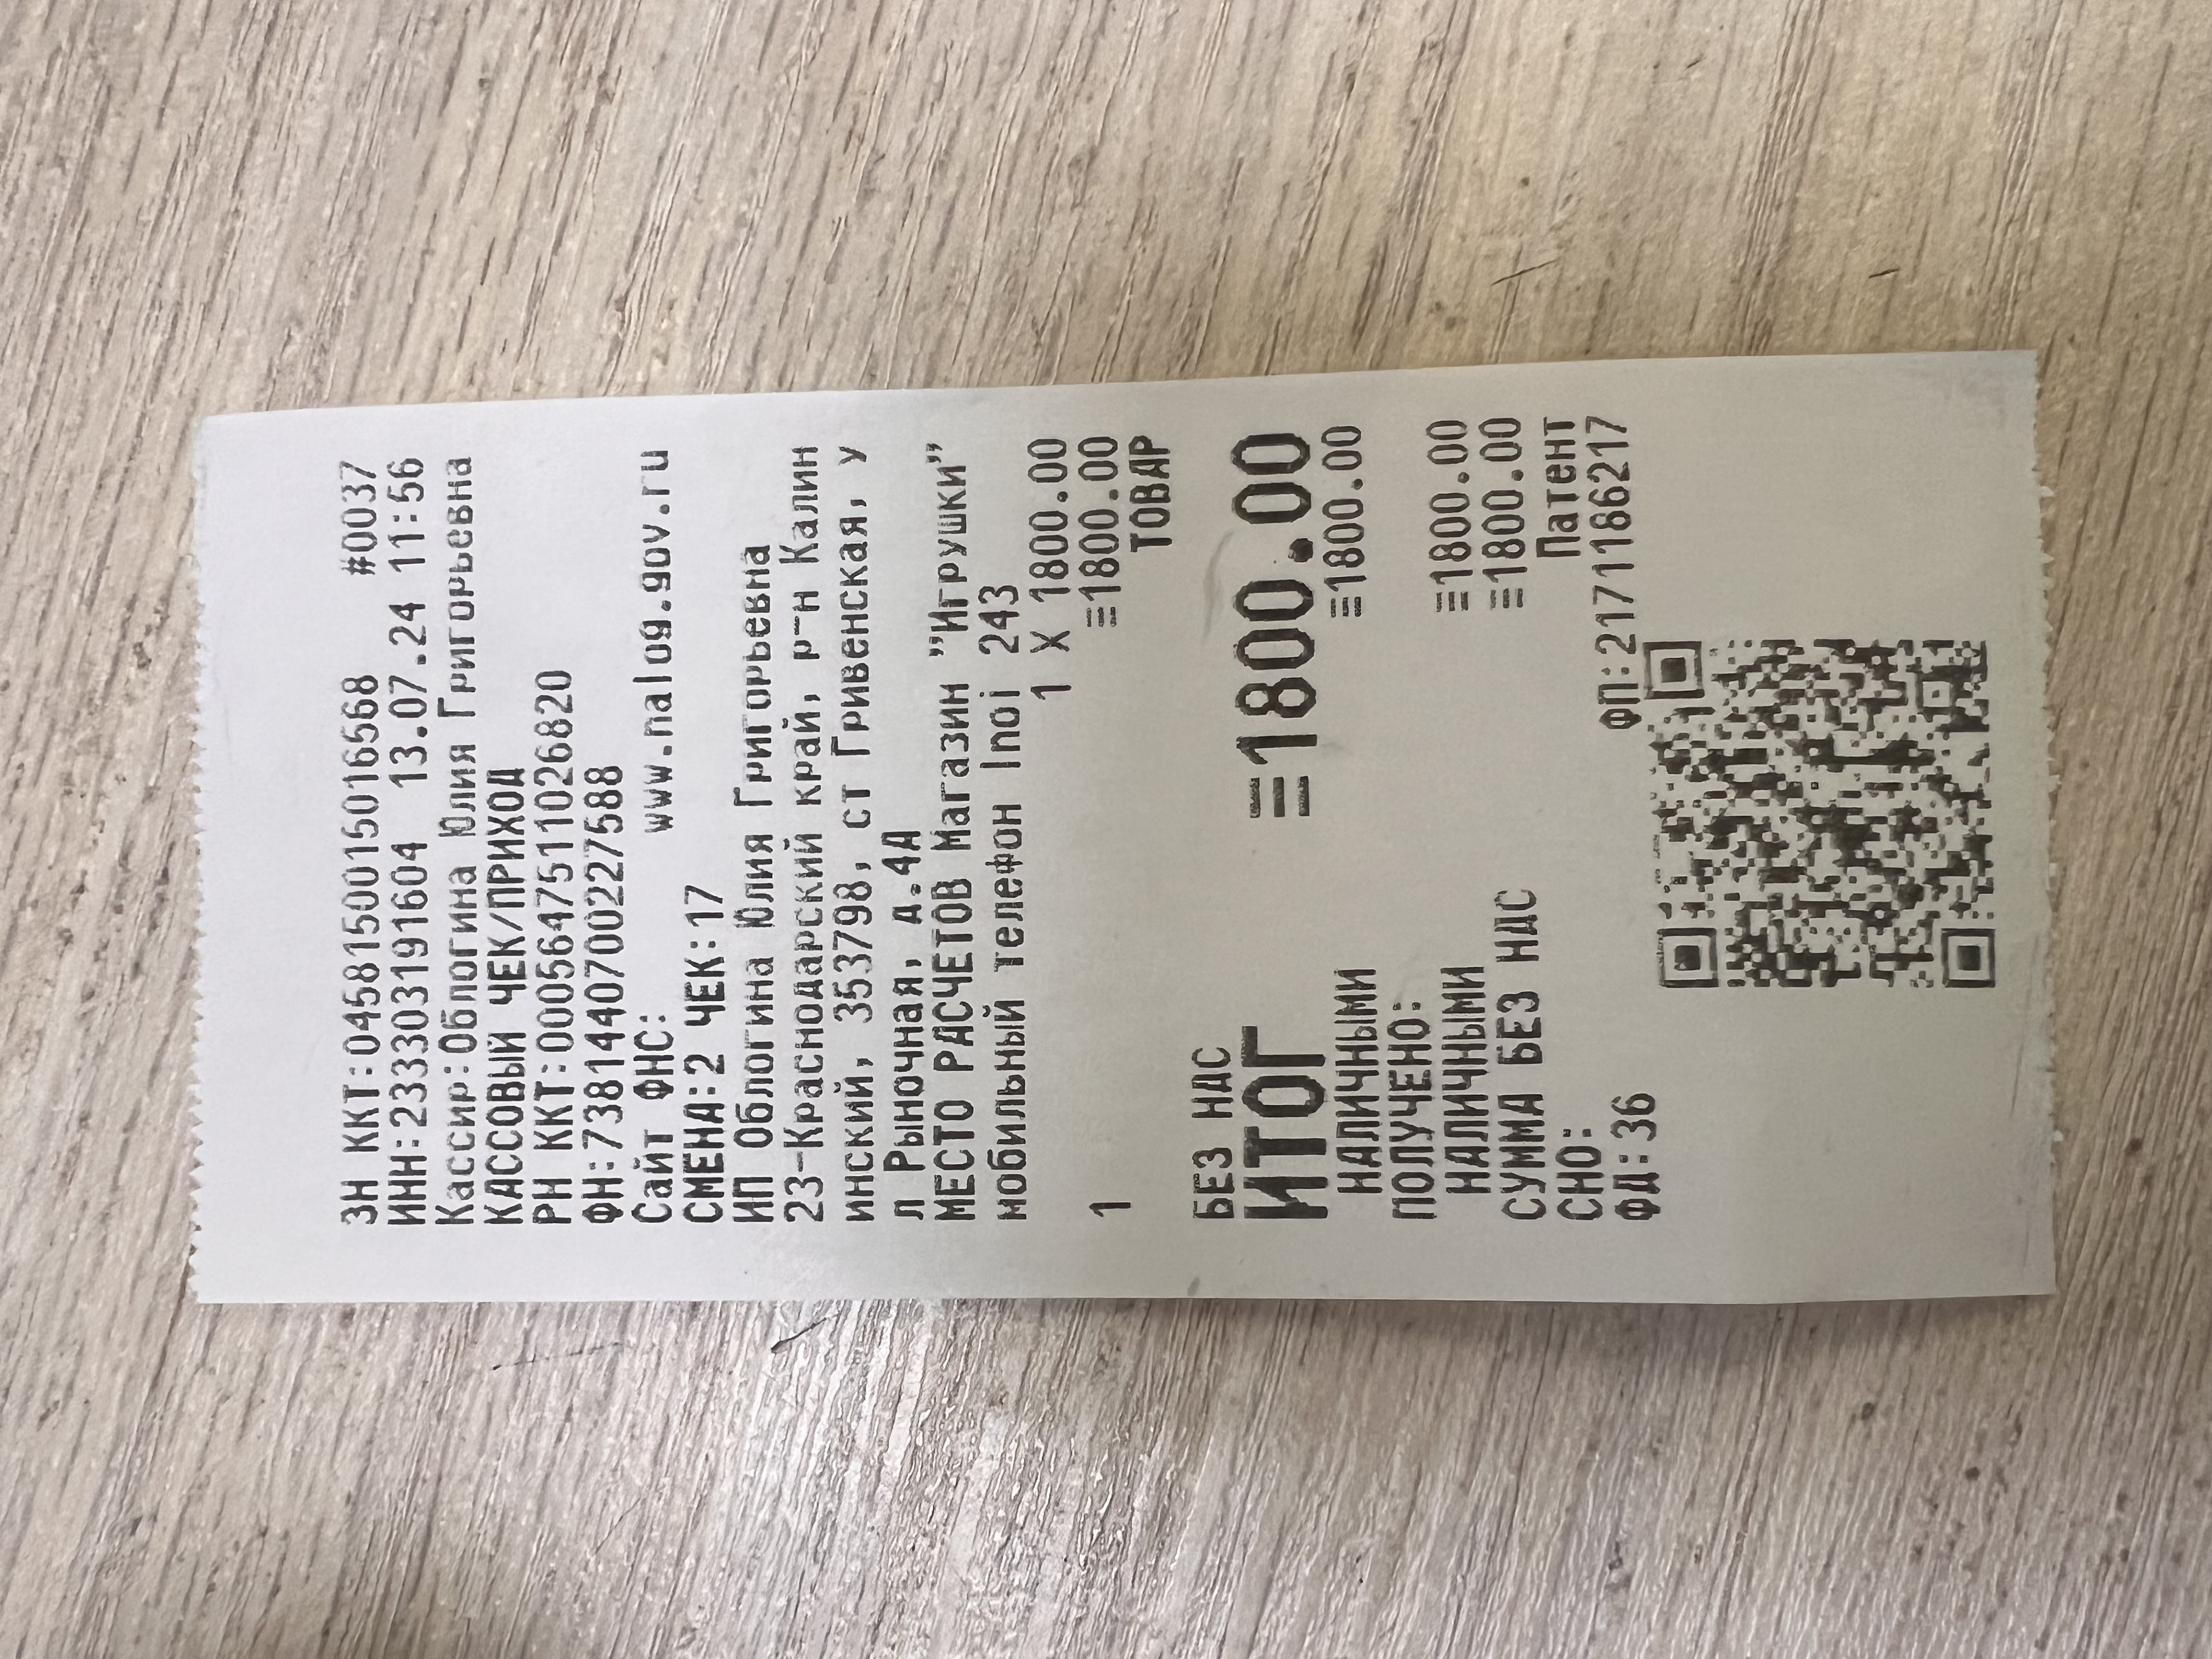 ЗН ККТ:0458150015016568 #00037
ИНН:233303191604 13.07.24 11:56
Кассир:Облогина Юлия Григорьевна
КАССОВЫЙ ЧЕК/ПРИХОД
РН ККТ:0005647511026820
ФН:7381440700227588
Сайт ФНС: www.nalog.gov.ru
СМЕНА:2 ЧЕК:17
ИП Облогина Юлия Григорьевна
23-Краснодарский край, р-н Калин
инский, 353798, ст Гривенская, у
л Рыночная, д.4А
МЕСТО РАСЧЕТОВ Магазин "Игрушки"
мобильный телефон Inoi 243
1 X 1800.00
1 ≡1800.00
ТОВАР
БЕЗ НДС
ИТОГ ≡1800.00
НАЛИЧНЫМИ ≡1800.00
ПОЛУЧЕНО:
НАЛИЧНЫМИ ≡1800.00
СУММА БЕЗ НДС ≡1800.00
СНО: Патент
ФД:36 ФП:2171186217